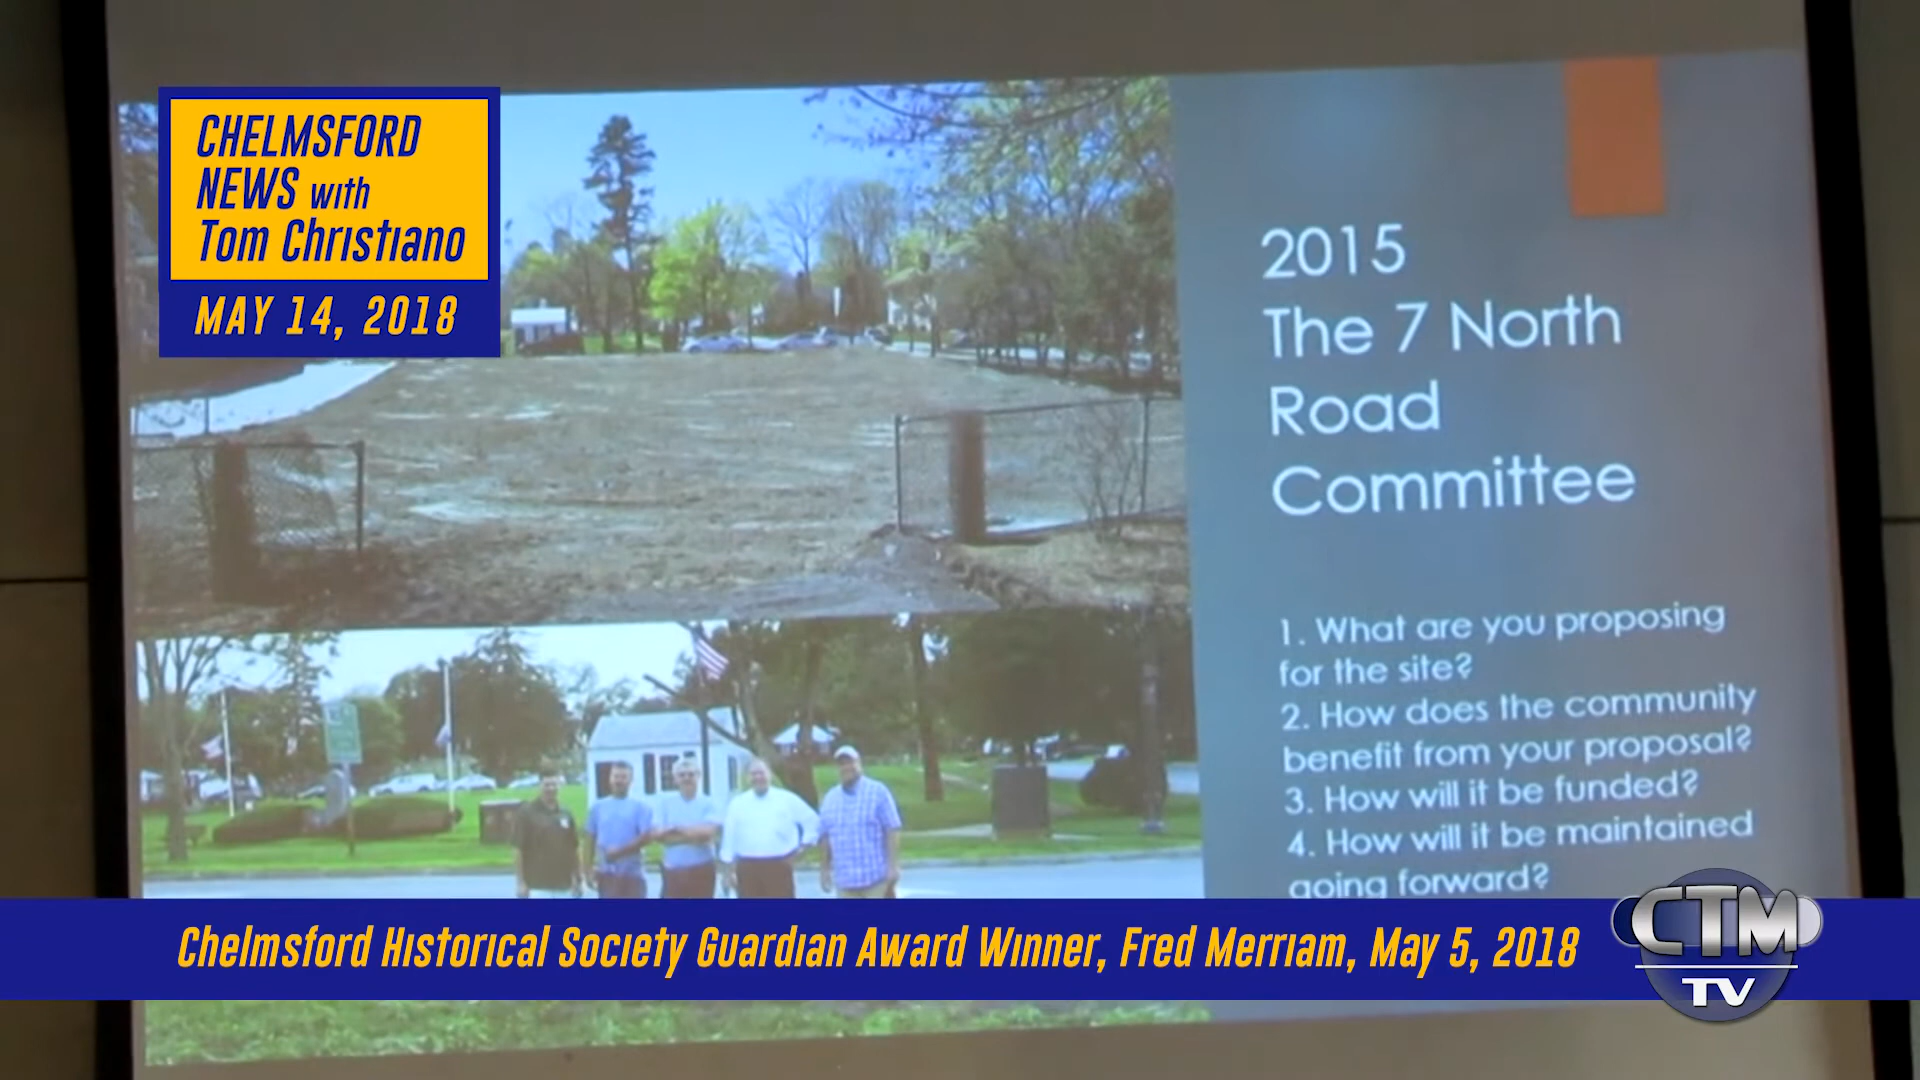 CHELMSFORD
NEWS with
Tom Christiano
MAY 14, 2018
2015
The 7 North
Road
Committee
1. What are you proposing
for the site?
2. How does the community
benefit from your proposal?
3. How will it be funded?
4. How will it be maintained
going forward?
Chelmsford Historical Society Guardian Award Winner, Fred Merriam, May 5, 2018
CTM
TV